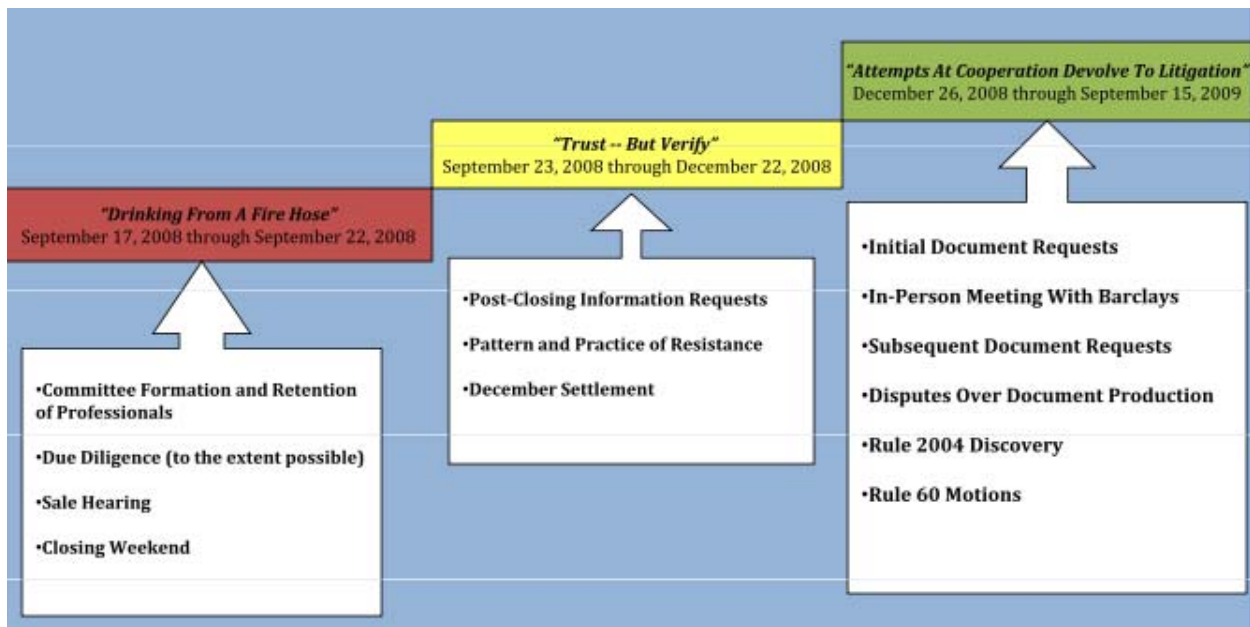 “Drinking From A Fire Hose”
September 17, 2008 through September 22, 2008
•Committee Formation and Retention
of Professionals
•Due Diligence (to the extent possible)
•Sale Hearing
•Closing Weekend
“Trust -- But Verify”
September 23, 2008 through December 22, 2008
•Post-Closing Information Requests
•Pattern and Practice of Resistance
•December Settlement
“Attempts At Cooperation Devolve To Litigation”
December 26, 2008 through September 15, 2009
•Initial Document Requests
•In-Person Meeting With Barclays
•Subsequent Document Requests
•Disputes Over Document Production
•Rule 2004 Discovery
•Rule 60 Motions